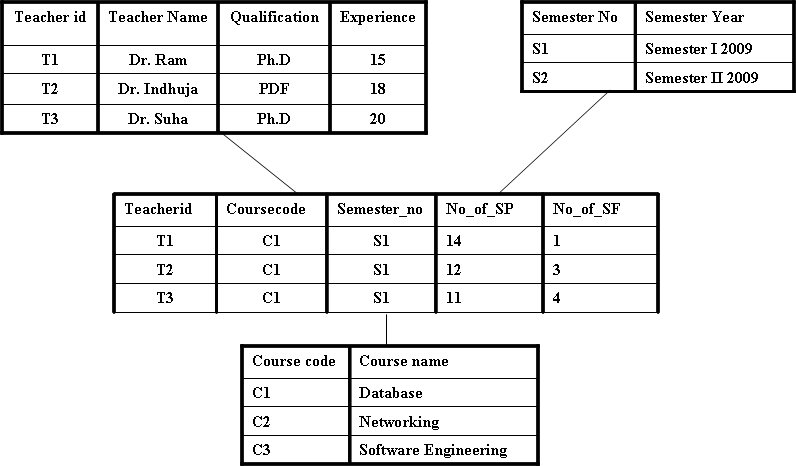 Teacher id Teacher Name Qualification Experience
T1 Dr. Ram Ph.D 15
T2 Dr. Indhuja PDF 18
T3 Dr. Suha Ph.D 20
Semester No Semester Year
S1 Semester I 2009
S2 Semester II 2009
Teacherid Coursecode Semester_no No_of_SP No_of_SF
T1 C1 S1 14 1
T2 C1 S1 12 3
T3 C1 S1 11 4
Course code Course name
C1 Database
C2 Networking
C3 Software Engineering